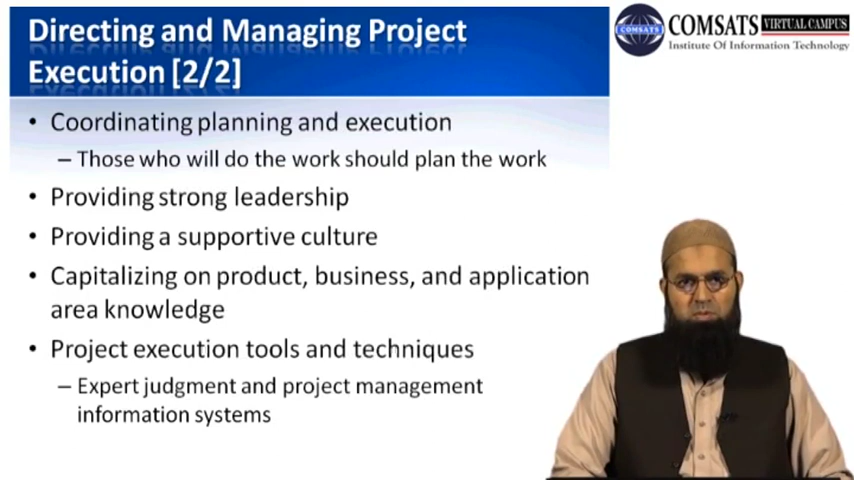 Directing and Managing Project
Execution [2/2]
COMSATS
COMSATS VIRTUAL CAMPUS
Institute Of Information Technology
• Coordinating planning and execution
– Those who will do the work should plan the work
• Providing strong leadership
• Providing a supportive culture
• Capitalizing on product, business, and application
area knowledge
• Project execution tools and techniques
– Expert judgment and project management
information systems